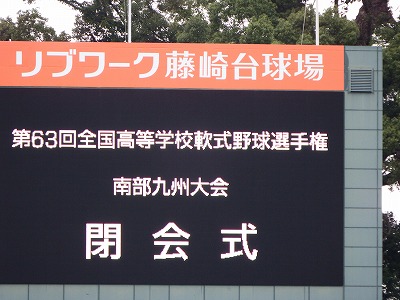 リブワーク藤崎台球場
第63回全国高等学校軟式野球選手権
南部九州大会
閉会式